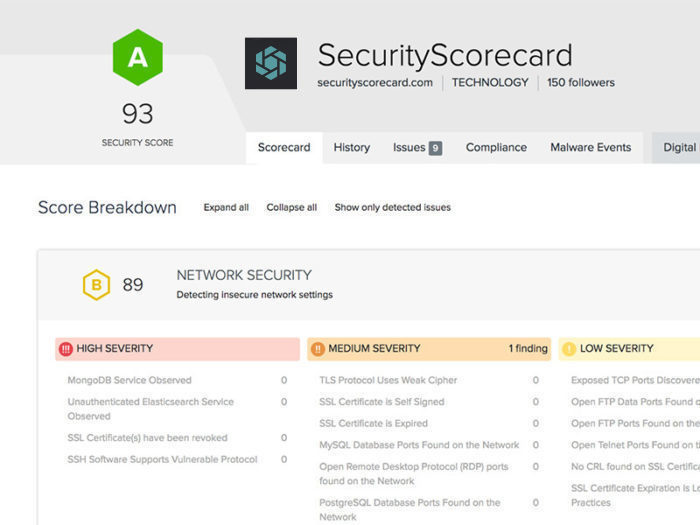 A
93
SECURITY SCORE
SecurityScorecard
securityscorecard.com TECHNOLOGY 150 followers
Scorecard History Issues 9 Compliance Malware Events Digital
Score Breakdown Expand all Collapse all Show only detected issues
B 89 NETWORK SECURITY
Detecting insecure network settings
!!! HIGH SEVERITY
MongoDB Service Observed 0
Unauthenticated Elasticsearch Service
Observed 0
SSL Certificate(s) have been revoked 0
SSH Software Supports Vulnerable Protocol 0
!! MEDIUM SEVERITY 1 finding
TLS Protocol Uses Weak Cipher 0
SSL Certificate is Self Signed 0
SSL Certificate is Expired 0
MySQL Database Ports Found on the Network 0
Open Remote Desktop Protocol (RDP) ports
found on the Network 0
PostgreSQL Database Ports Found on the
Network 0
! LOW SEVERITY
Exposed TCP Ports Discovere
Open FTP Data Ports Found
Open FTP Ports Found on the
Open Telnet Ports Found on
No CRL found on SSL Certific
SSL Certificate Expiration Is
Practices